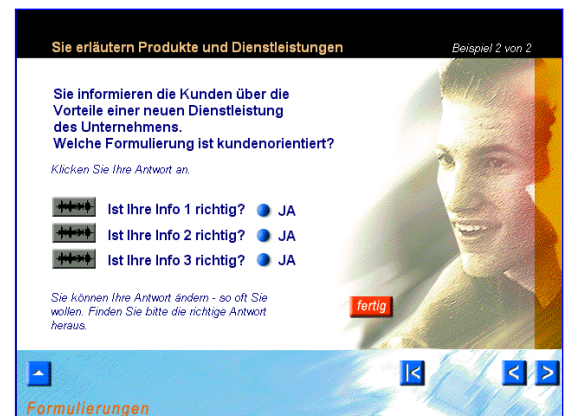 Sie erläutern Produkte und Dienstleistungen
Beispiel 2 von 2
Sie informieren die Kunden über die
Vorteile einer neuen Dienstleistung
des Unternehmens.
Welche Formulierung ist kundenorientiert?
Klicken Sie Ihre Antwort an.
Ist Ihre Info 1 richtig? JA
Ist Ihre Info 2 richtig? JA
Ist Ihre Info 3 richtig? JA
Sie können Ihre Antwort ändern - so oft Sie
wollen. Finden Sie bitte die richtige Antwort
heraus.
fertig
Formulierungen